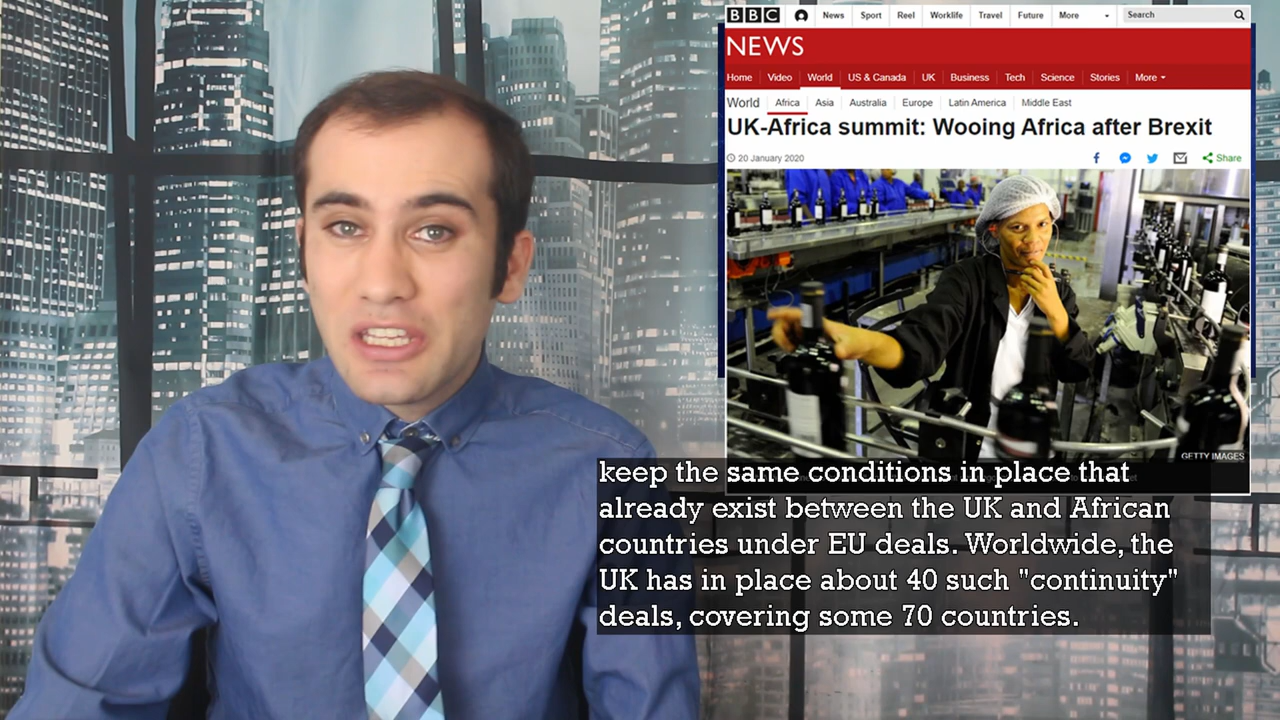 BBC News Sport Reel Worklife Travel Future More Search
NEWS
Home Video World US & Canada UK Business Tech Science Stories More
World Africa Asia Australia Europe Latin America Middle East
UK-Africa summit: Wooing Africa after Brexit
20 January 2020 Share
GETTY IMAGES
keep the same conditions in place that
already exist between the UK and African
countries under EU deals. Worldwide, the
UK has in place about 40 such "continuity"
deals, covering some 70 countries.